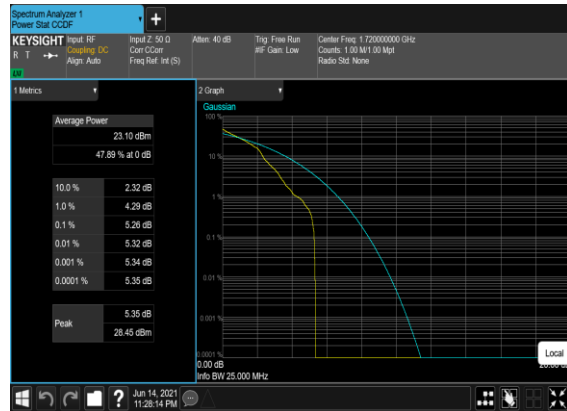 Spectrum Analyzer 1
Power Stat CCDF
KEYSIGHT Input: RF Input Z: 50 Ω Atten: 40 dB Trig: Free Run Center Freq: 1.720000000 GHz
R T Coupling: DC Corr CCorr #IF Gain: Low Counts: 1.00 M/1.00 Mpt
Align: Auto Freq Ref: Int (S) Radio Std: None
1 Metrics
2 Graph
Average Power
23.10 dBm
47.89 % at 0 dB
10.0 % 2.32 dB
1.0 % 4.29 dB
0.1 % 5.26 dB
0.01 % 5.32 dB
0.001 % 5.34 dB
0.0001 % 5.35 dB
Peak
5.35 dB
28.45 dBm
Gaussian
100 %
10 %
1 %
0.1 %
0.01 %
0.001 %
0.0001 %
0.00 dB
Info BW 25.000 MHz
Local
Jun 14, 2021
11:28:14 PM
?